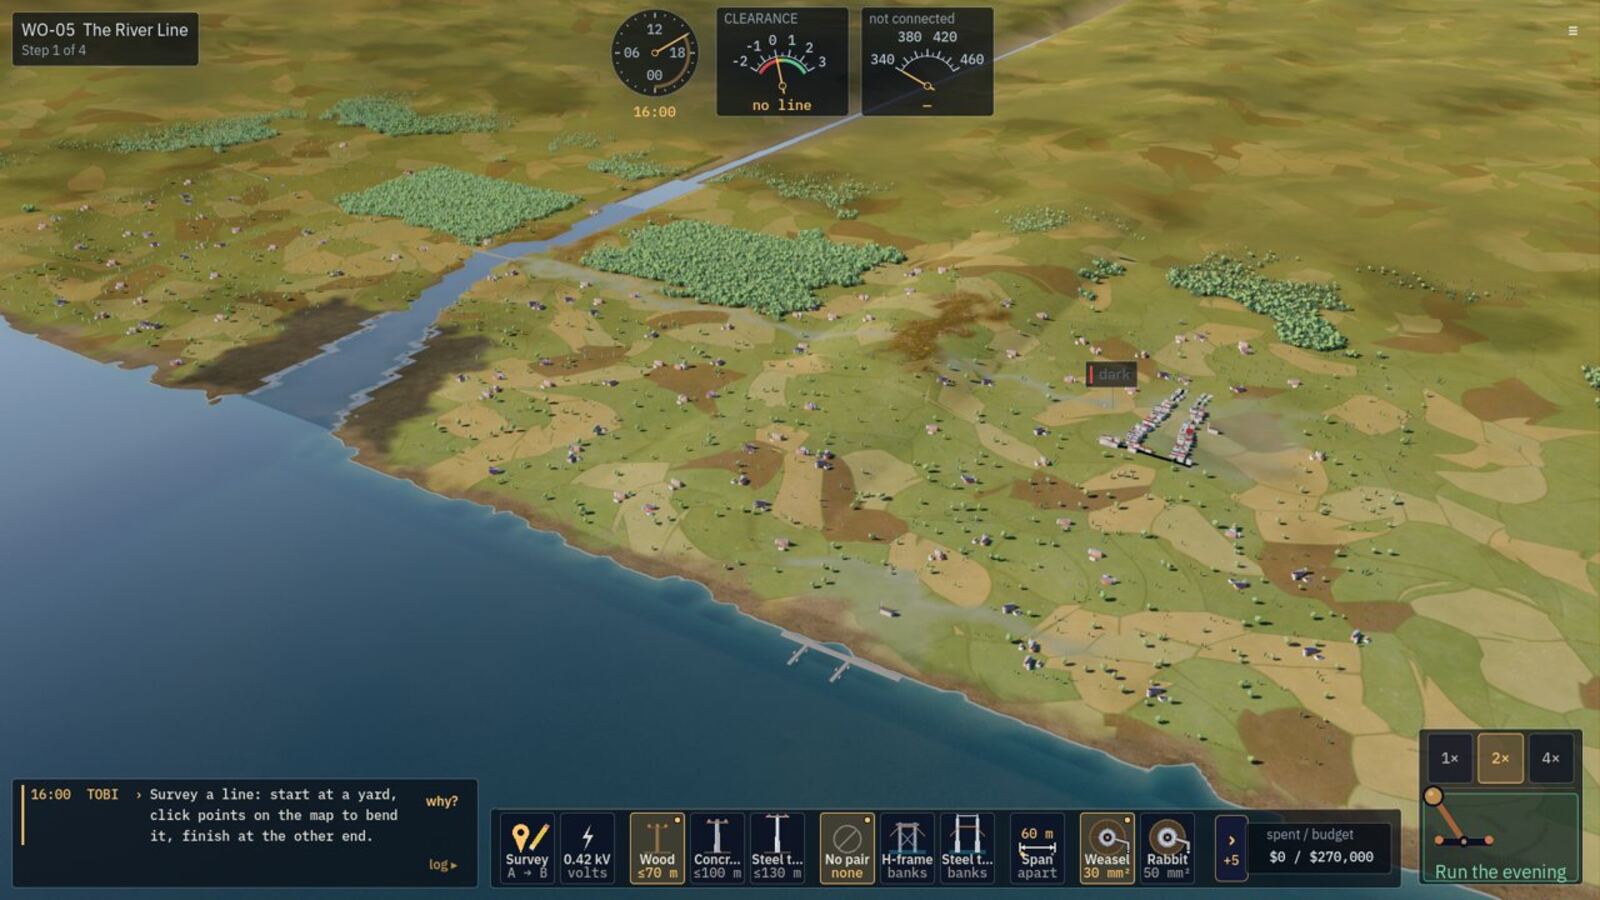 WO-05 The River Line
Step 1 of 4
12
06 18
00
16:00
CLEARANCE
-2 -1 0 1 2 3
no line
not connected
340 380 420 460
—
≡
dark
16:00 TOBI › Survey a line: start at a yard,
click points on the map to bend
it, finish at the other end.
why?
log ▸
Survey
A → B
0.42 kV
volts
Wood
≤70 m
Concr...
≤100 m
Steel t...
≤130 m
No pair
none
H-frame
banks
Steel t...
banks
60 m
Span
apart
Weasel
30 mm²
Rabbit
50 mm²
›
+5
spent / budget
$0 / $270,000
1× 2× 4×
Run the evening